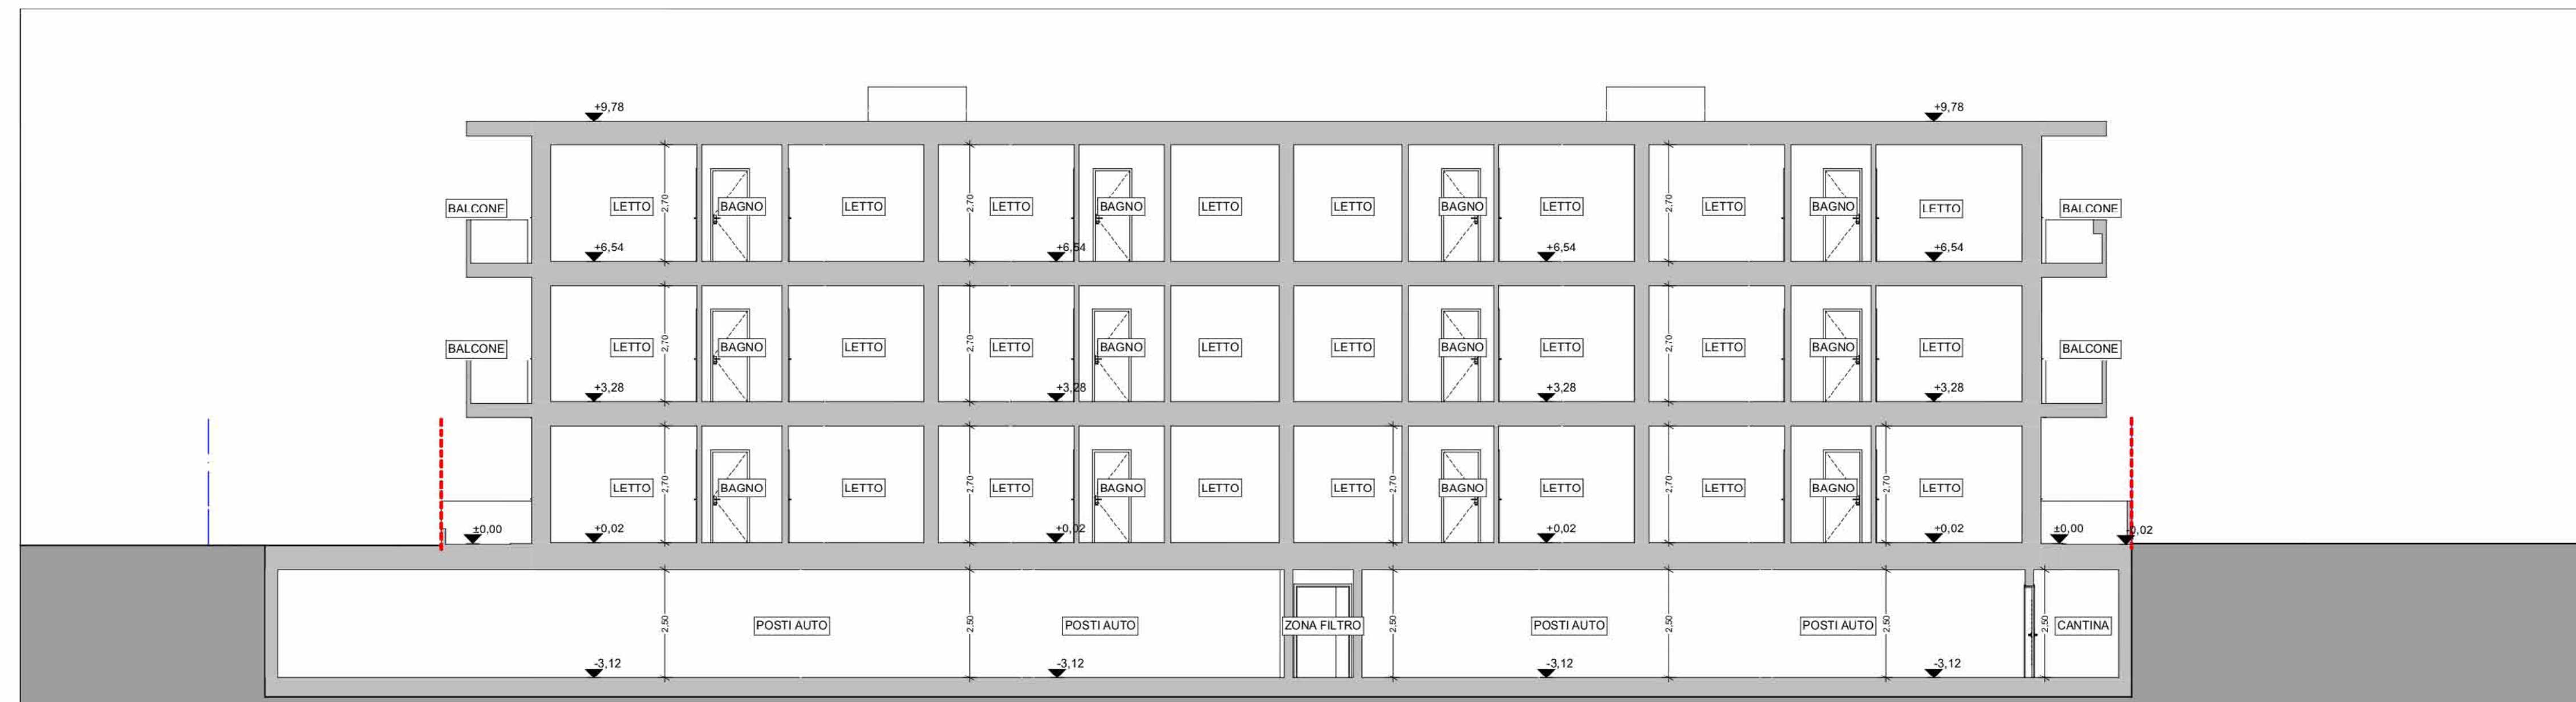 +9,78 +9,78
BALCONE LETTO 2,70 BAGNO LETTO 2,70 LETTO BAGNO LETTO LETTO BAGNO LETTO 2,70 LETTO BAGNO LETTO BALCONE
+6,54 +6,54 +6,54 +6,54
BALCONE LETTO 2,70 BAGNO LETTO 2,70 LETTO BAGNO LETTO LETTO BAGNO LETTO 2,70 LETTO BAGNO LETTO BALCONE
+3,28 +3,28 +3,28 +3,28
LETTO 2,70 BAGNO LETTO 2,70 LETTO BAGNO LETTO LETTO 2,70 BAGNO LETTO 2,70 LETTO BAGNO 2,70 LETTO
±0,00 +0,02 +0,02 +0,02 +0,02 ±0,00 -0,02
2,50 POSTI AUTO 2,50 POSTI AUTO ZONA FILTRO 2,50 POSTI AUTO 2,50 POSTI AUTO 2,50 2,50 CANTINA
-3,12 -3,12 -3,12 -3,12